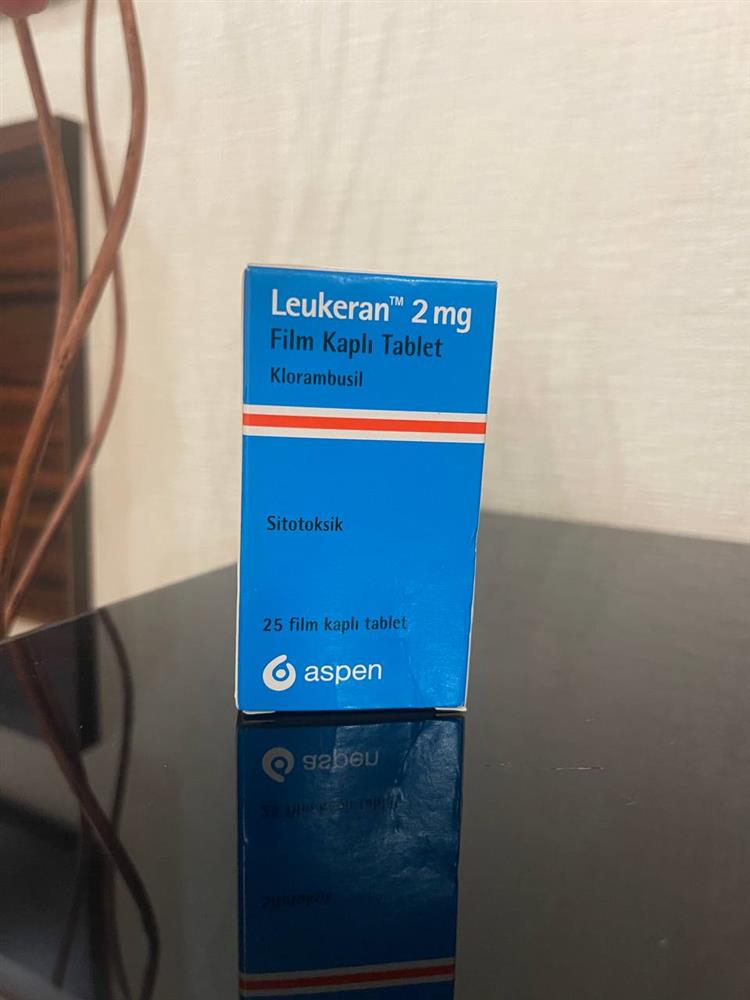 Leukeran™ 2 mg
Film Kaplı Tablet
Klorambusil
Sitotoksik
25 film kaplı tablet
aspen